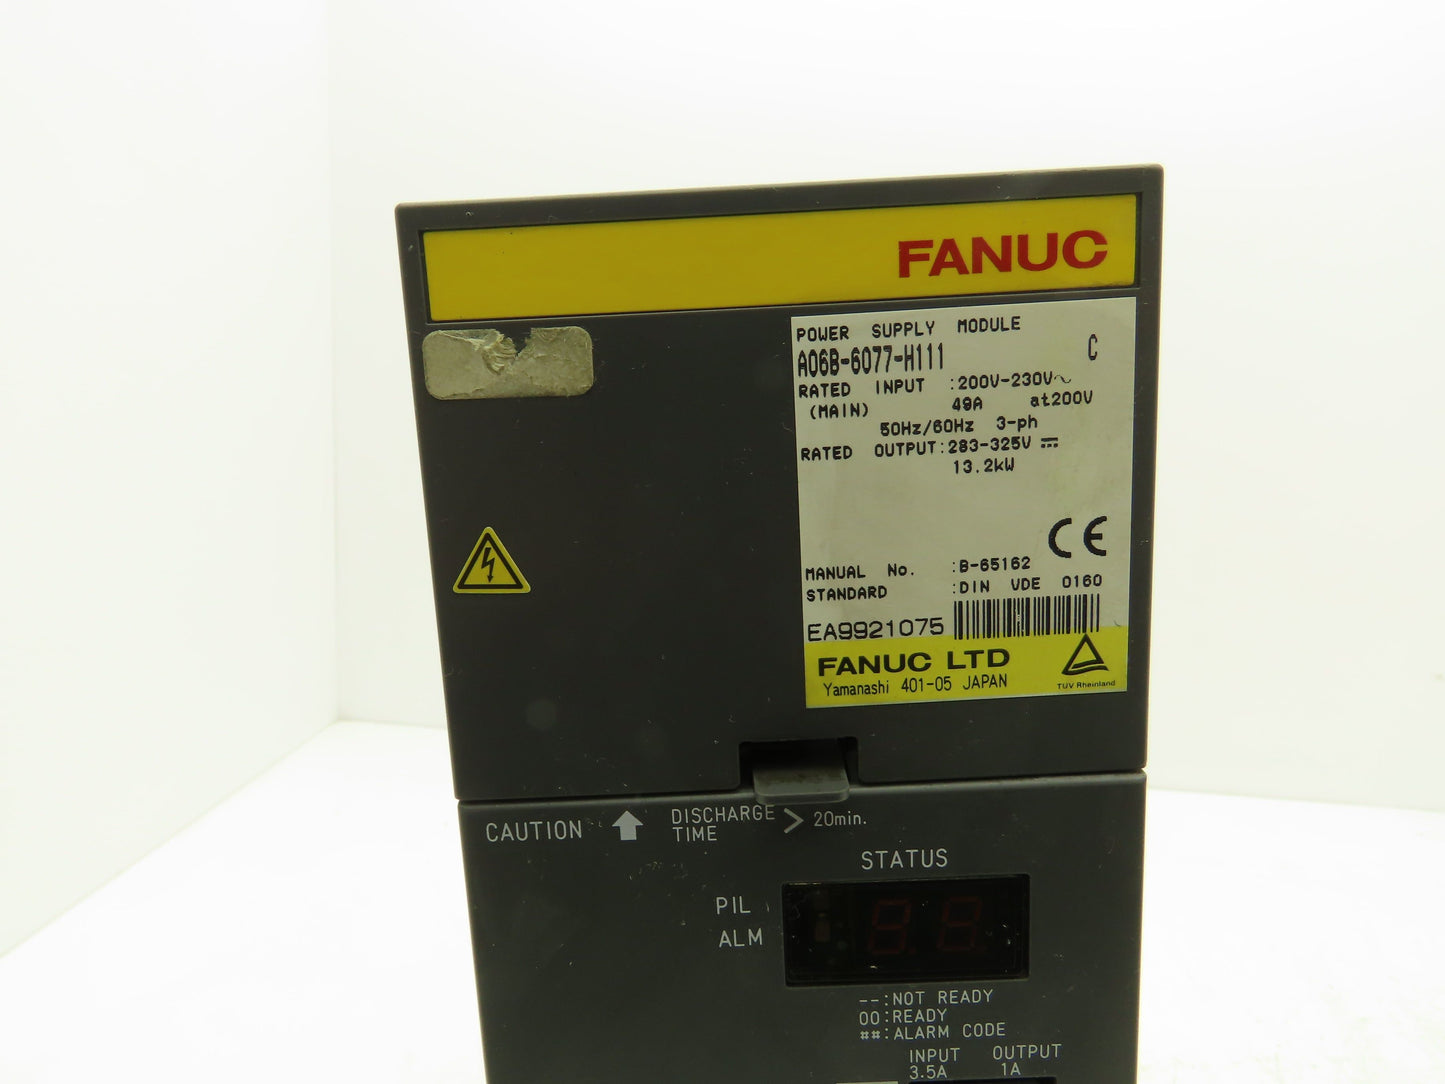 FANUC
POWER SUPPLY MODULE
A06B-6077-H111 C
RATED INPUT :200V-230V~
(MAIN) 49A at200V
50Hz/60Hz 3-ph
RATED OUTPUT:283-325V ⎓
13.2kW
CE
MANUAL No. :B-65162
STANDARD :DIN VDE 0160
EA9921075
FANUC LTD
Yamanashi 401-05 JAPAN
TUV Rheinland
CAUTION ⬆ DISCHARGE TIME > 20min.
STATUS
PIL
ALM
--:NOT READY
00:READY
##:ALARM CODE
INPUT OUTPUT
3.5A 1A